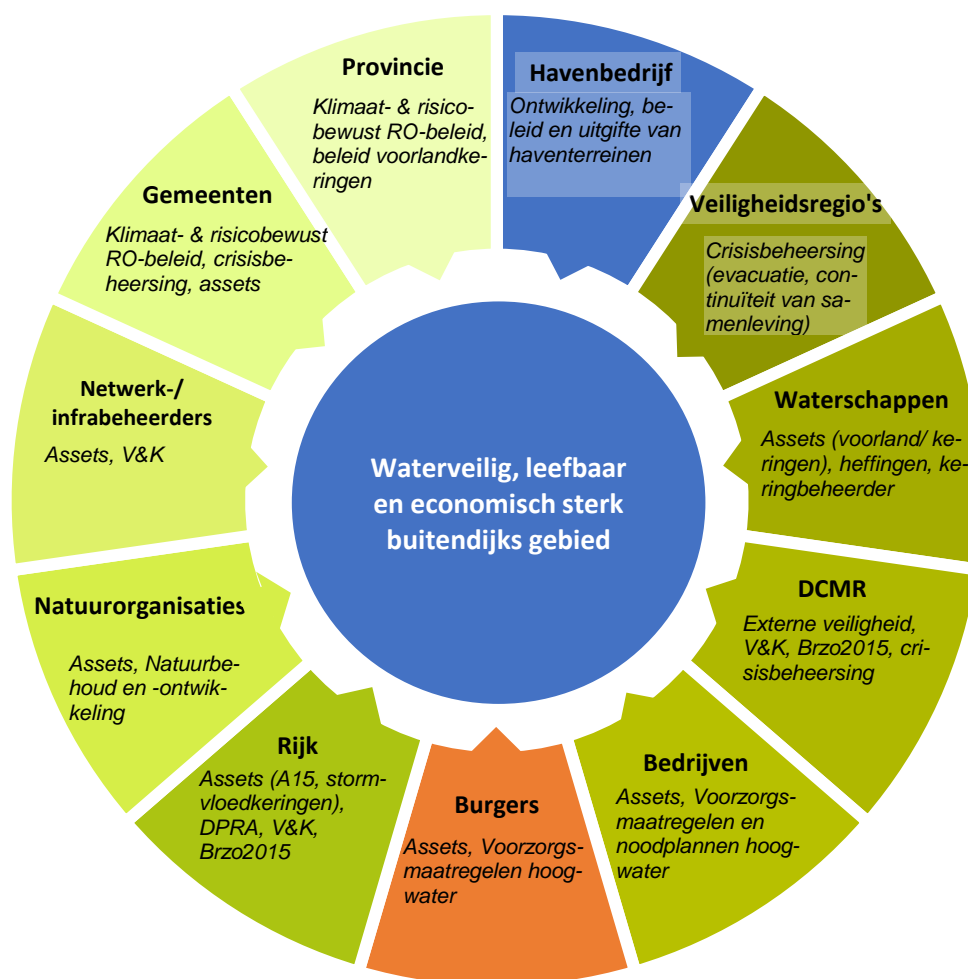 Provincie
Klimaat- & risico-
bewust RO-beleid,
beleid voorlandke-
ringen
Havenbedrijf
Ontwikkeling, be-
leid en uitgifte van
haventerreinen
Veiligheidsregio's
Crisisbeheersing
(evacuatie, con-
tinuïteit van sa-
menleving)
Waterschappen
Assets (voorland/ ke-
ringen), heffingen, ke-
ringbeheerder
DCMR
Externe veiligheid,
V&K, Brzo2015, cri-
sisbeheersing
Bedrijven
Assets, Voorzorgs-
maatregelen en
noodplannen hoog-
water
Burgers
Assets, Voorzorgs-
maatregelen hoog-
water
Rijk
Assets (A15, storm-
vloedkeringen),
DPRA, V&K,
Brzo2015
Natuurorganisaties
Assets, Natuurbe-
houd en -ontwik-
keling
Netwerk-/
infrabeheerders
Assets, V&K
Gemeenten
Klimaat- & risicobewust
RO-beleid, crisisbe-
heersing, assets
Waterveilig, leefbaar
en economisch sterk
buitendijks gebied